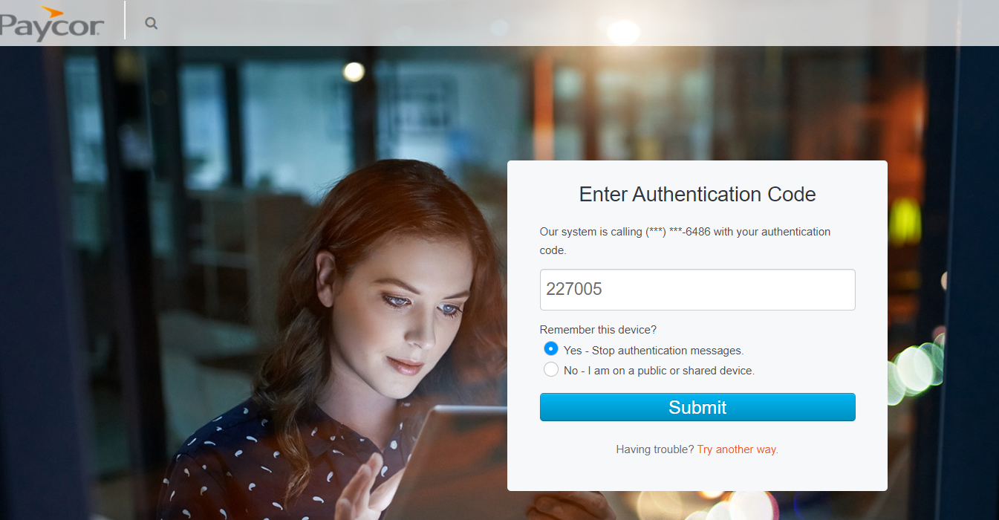 Paycor
Enter Authentication Code
Our system is calling (***) ***-6486 with your authentication
code.
227005
Remember this device?
Yes - Stop authentication messages.
No - I am on a public or shared device.
Submit
Having trouble? Try another way.